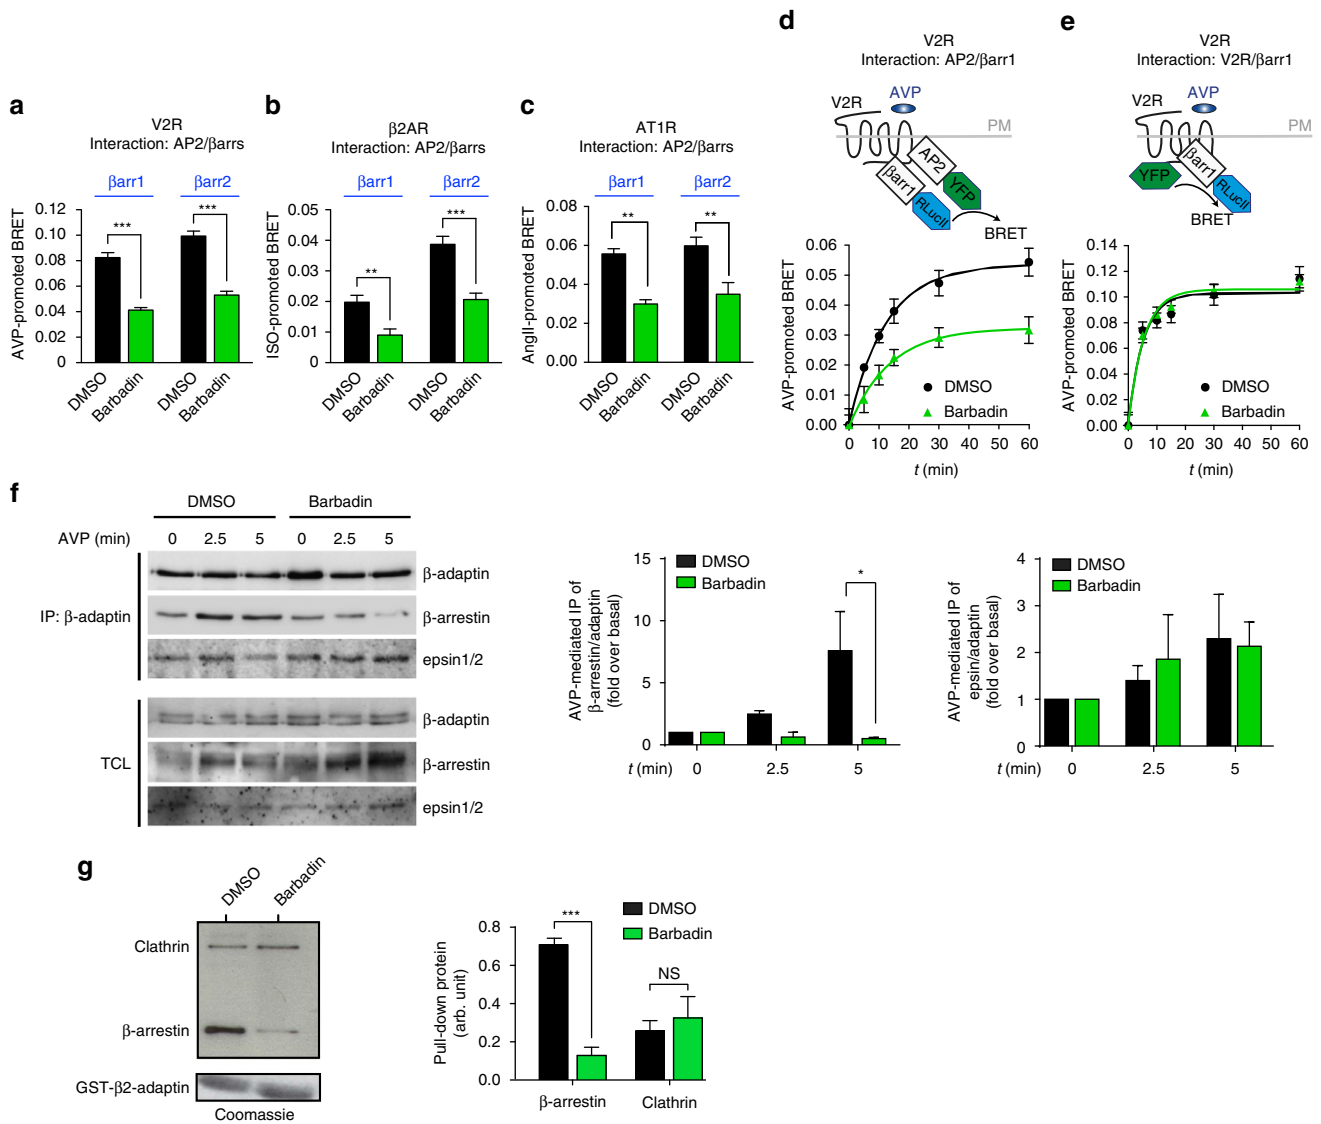 a
V2R
Interaction: AP2/βarrs
βarr1
βarr2
AVP-promoted BRET
0.12
0.10
0.08
0.06
0.04
0.02
0
***
***
DMSO
Barbadin
DMSO
Barbadin
b
β2AR
Interaction: AP2/βarrs
βarr1
βarr2
ISO-promoted BRET
0.05
0.04
0.03
0.02
0.01
0
**
***
DMSO
Barbadin
DMSO
Barbadin
c
AT1R
Interaction: AP2/βarrs
βarr1
βarr2
AngII-promoted BRET
0.08
0.06
0.04
0.02
0.00
**
**
DMSO
Barbadin
DMSO
Barbadin
d
V2R
Interaction: AP2/βarr1
V2R
AVP
PM
AP2
βarr1
YFP
RLucII
BRET
AVP-promoted BRET
0.06
0.05
0.04
0.03
0.02
0.01
0.00
DMSO
Barbadin
0 10 20 30 40 50 60
t (min)
e
V2R
Interaction: V2R/βarr1
V2R
AVP
PM
βarr1
YFP
RLucII
BRET
AVP-promoted BRET
0.14
0.12
0.10
0.08
0.06
0.04
0.02
0.00
DMSO
Barbadin
0 10 20 30 40 50 60
t (min)
f
DMSO
Barbadin
AVP (min)
0 2.5 5 0 2.5 5
IP: β-adaptin
β-adaptin
β-arrestin
epsin1/2
TCL
β-adaptin
β-arrestin
epsin1/2
AVP-mediated IP of
β-arrestin/adaptin
(fold over basal)
15
10
5
0
DMSO
Barbadin
*
t (min) 0 2.5 5
AVP-mediated IP of
epsin/adaptin
(fold over basal)
4
3
2
1
0
DMSO
Barbadin
t (min) 0 2.5 5
g
DMSO
Barbadin
Clathrin
β-arrestin
GST-β2-adaptin
Coomassie
Pull-down protein
(arb. unit)
0.8
0.6
0.4
0.2
0.0
DMSO
Barbadin
***
NS
β-arrestin
Clathrin